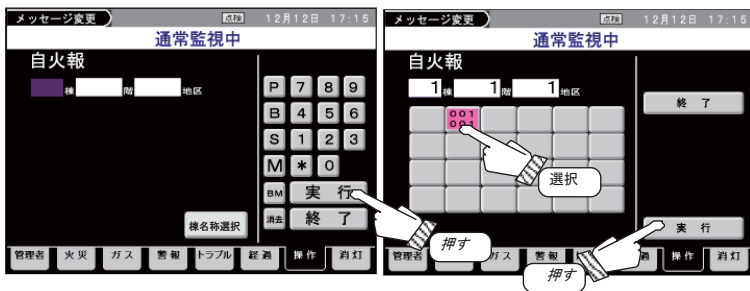 メッセージ変更
点検
12月12日 17:15
通常監視中
自火報
棟 階 地区
P 7 8 9
B 4 5 6
S 1 2 3
M * 0
BM 実 行
消去 終 了
棟名称選択
押す
管理者 火 災 ガ ス 警 報 トラブル 経 過 操 作 消 灯
メッセージ変更
点検
12月12日 17:15
通常監視中
自火報
1 棟 1 階 1 地区
001
001
選択
終 了
実 行
押す
管理者 ガ ス 警 報 過 操 作 消 灯